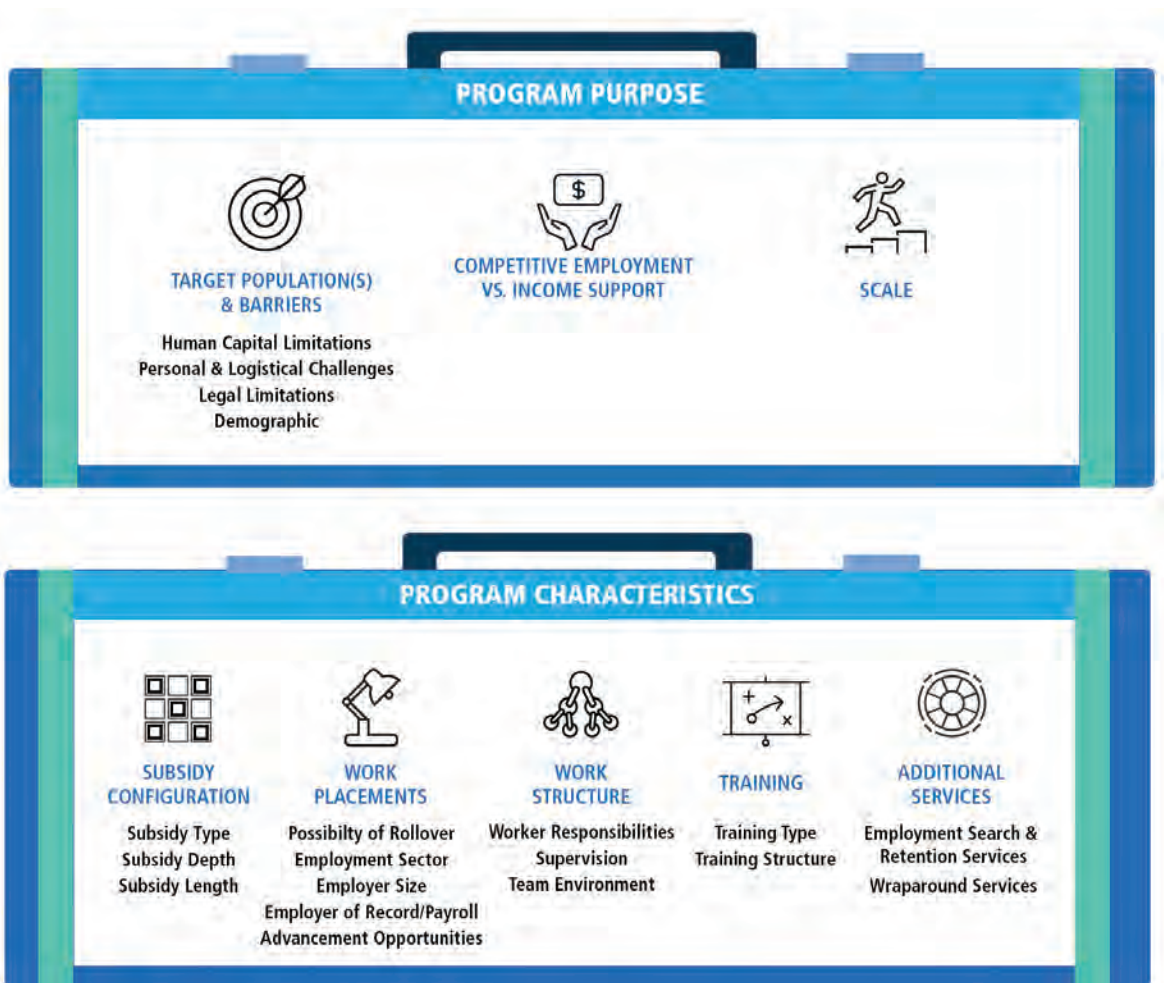 PROGRAM PURPOSE
$
TARGET POPULATION(S)
& BARRIERS
Human Capital Limitations
Personal & Logistical Challenges
Legal Limitations
Demographic
COMPETITIVE EMPLOYMENT
VS. INCOME SUPPORT
SCALE
PROGRAM CHARACTERISTICS
SUBSIDY
CONFIGURATION
Subsidy Type
Subsidy Depth
Subsidy Length
WORK
PLACEMENTS
Possibilty of Rollover
Employment Sector
Employer Size
Employer of Record/Payroll
Advancement Opportunities
WORK
STRUCTURE
Worker Responsibilities
Supervision
Team Environment
+
x
TRAINING
Training Type
Training Structure
ADDITIONAL
SERVICES
Employment Search &
Retention Services
Wraparound Services